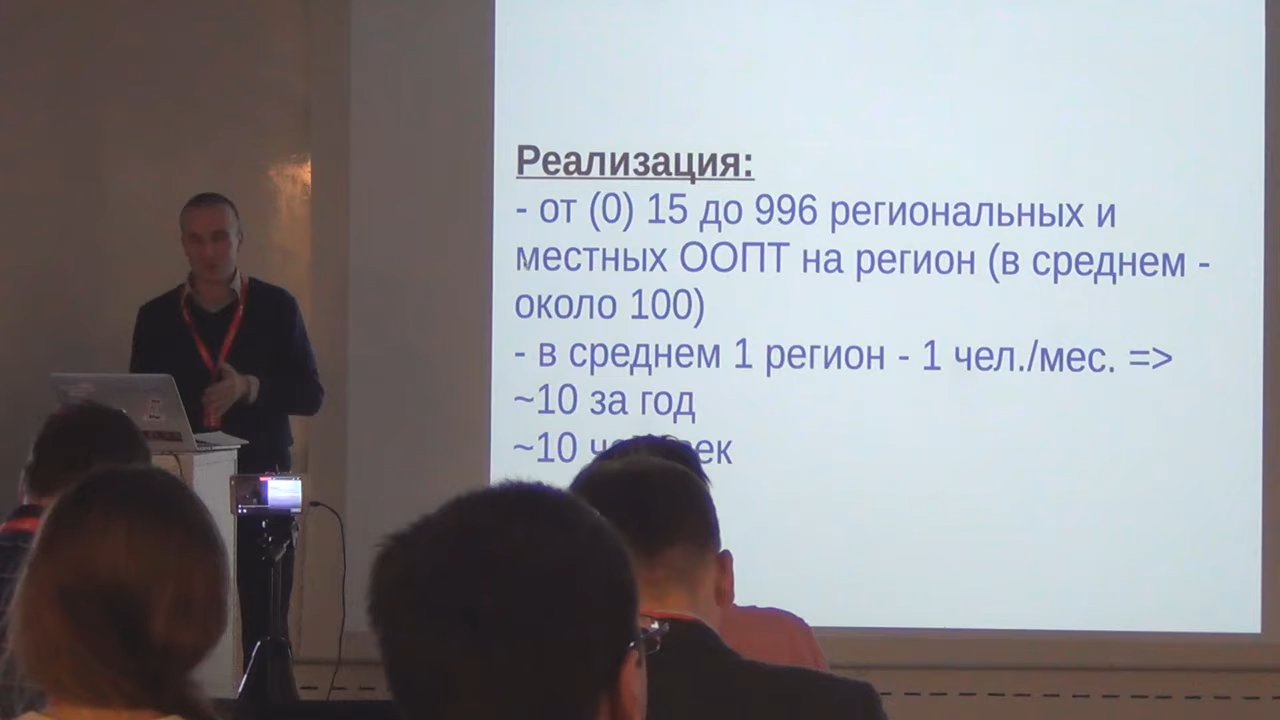 Реализация:
- от (0) 15 до 996 региональных и
местных ООПТ на регион (в среднем -
около 100)
- в среднем 1 регион - 1 чел./мес. =>
~10 за год
~10